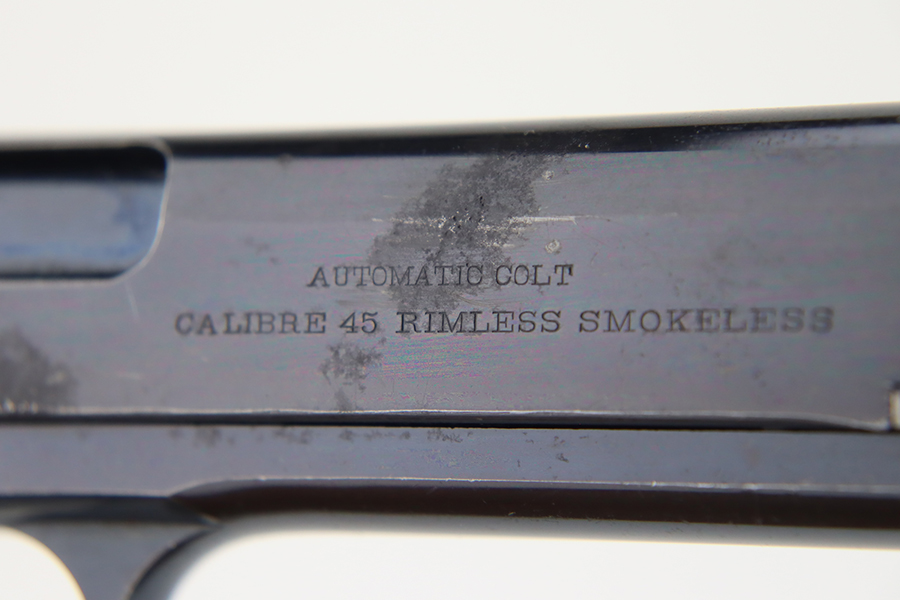 AUTOMATIC COLT
CALIBRE 45 RIMLESS SMOKELESS